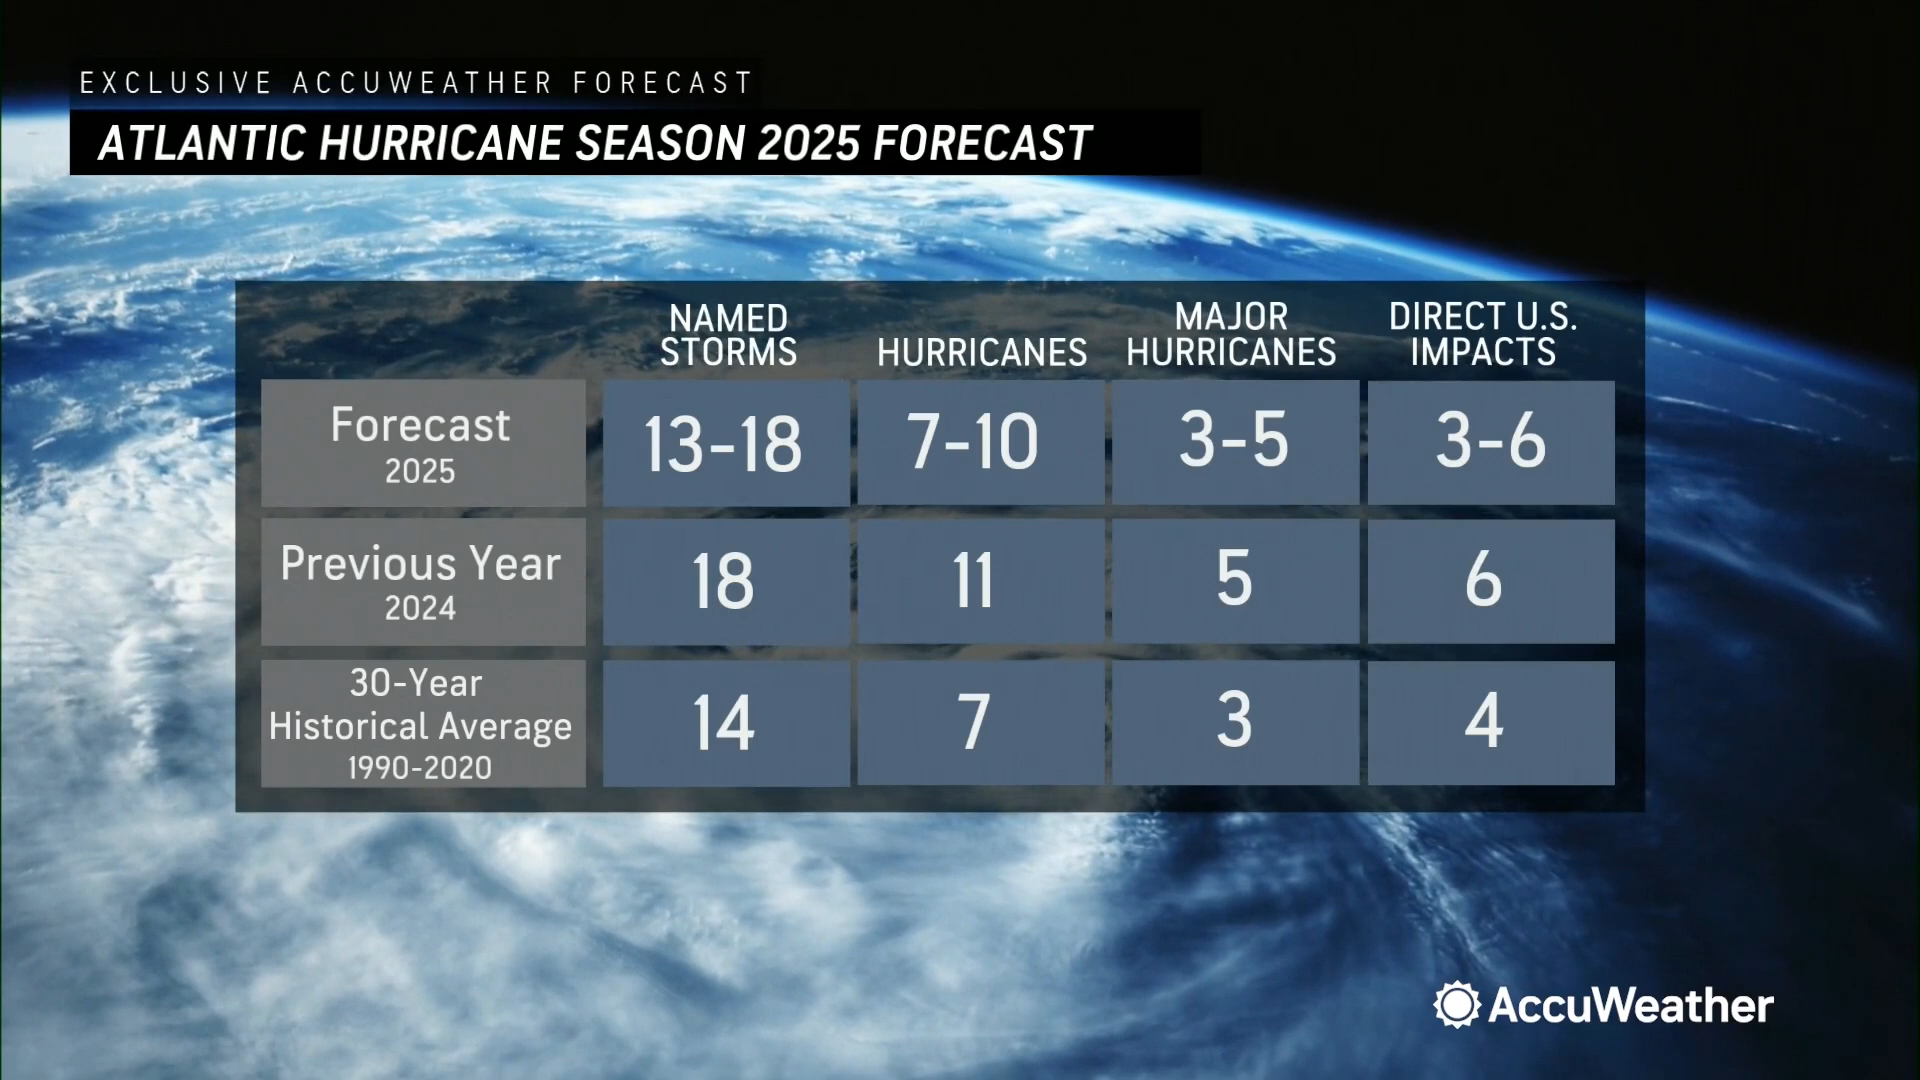 EXCLUSIVE ACCUWEATHER FORECAST
ATLANTIC HURRICANE SEASON 2025 FORECAST
NAMED STORMS HURRICANES MAJOR HURRICANES DIRECT U.S. IMPACTS
Forecast 2025 13-18 7-10 3-5 3-6
Previous Year 2024 18 11 5 6
30-Year Historical Average 1990-2020 14 7 3 4
AccuWeather